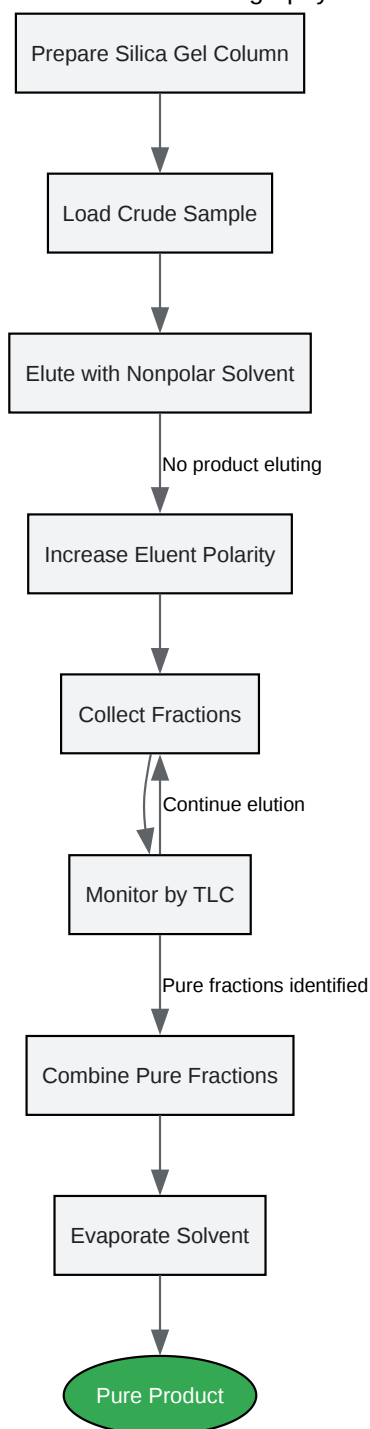 Prepare Silica Gel Column
Load Crude Sample
Elute with Nonpolar Solvent
No product eluting
Increase Eluent Polarity
Collect Fractions
Continue elution
Monitor by TLC
Pure fractions identified
Combine Pure Fractions
Evaporate Solvent
Pure Product